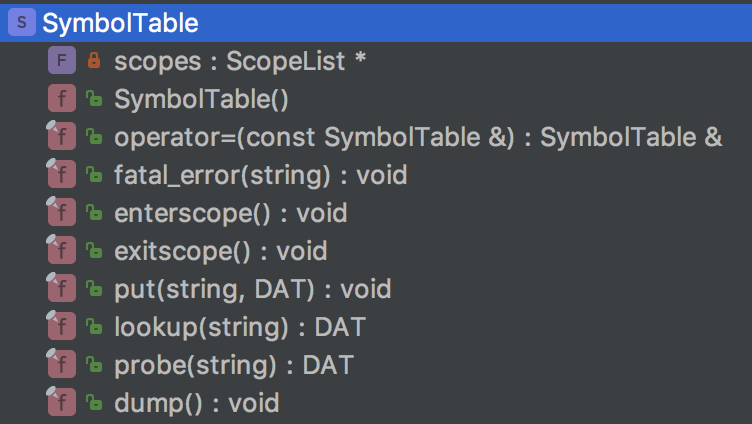 S SymbolTable
F scopes : ScopeList *
f SymbolTable()
f operator=(const SymbolTable &) : SymbolTable &
f fatal_error(string) : void
f enterscope() : void
f exitscope() : void
f put(string, DAT) : void
f lookup(string) : DAT
f probe(string) : DAT
f dump() : void